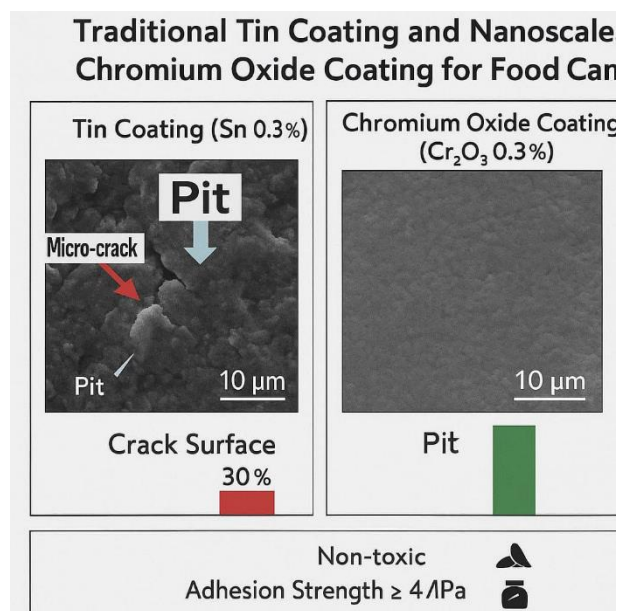 Traditional Tin Coating and Nanoscale
Chromium Oxide Coating for Food Can
Tin Coating (Sn 0.3%)
Pit
Micro-crack
Pit
10 µm
Crack Surface
30%
Chromium Oxide Coating
(Cr₂O₃ 0.3%)
10 µm
Pit
Non-toxic
Adhesion Strength ≥ 4 /IPa